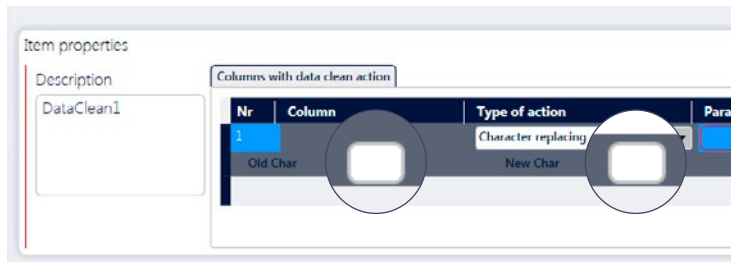 Item properties
Description
Columns with data clean action
DataClean1
Nr Column Type of action Para
1 Character replacing
Old Char New Char